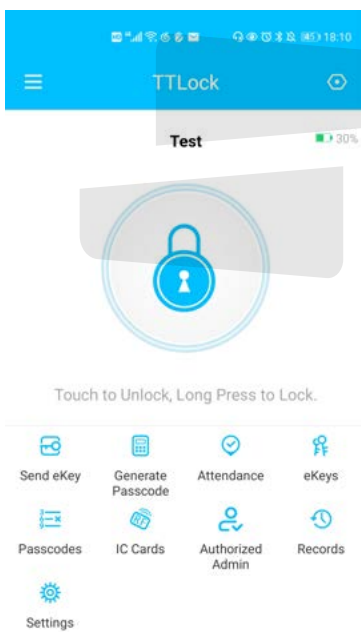 18:10
TTLock
Test
30%
Touch to Unlock, Long Press to Lock.
Send eKey
Generate
Passcode
Attendance
eKeys
Passcodes
IC Cards
Authorized
Admin
Records
Settings